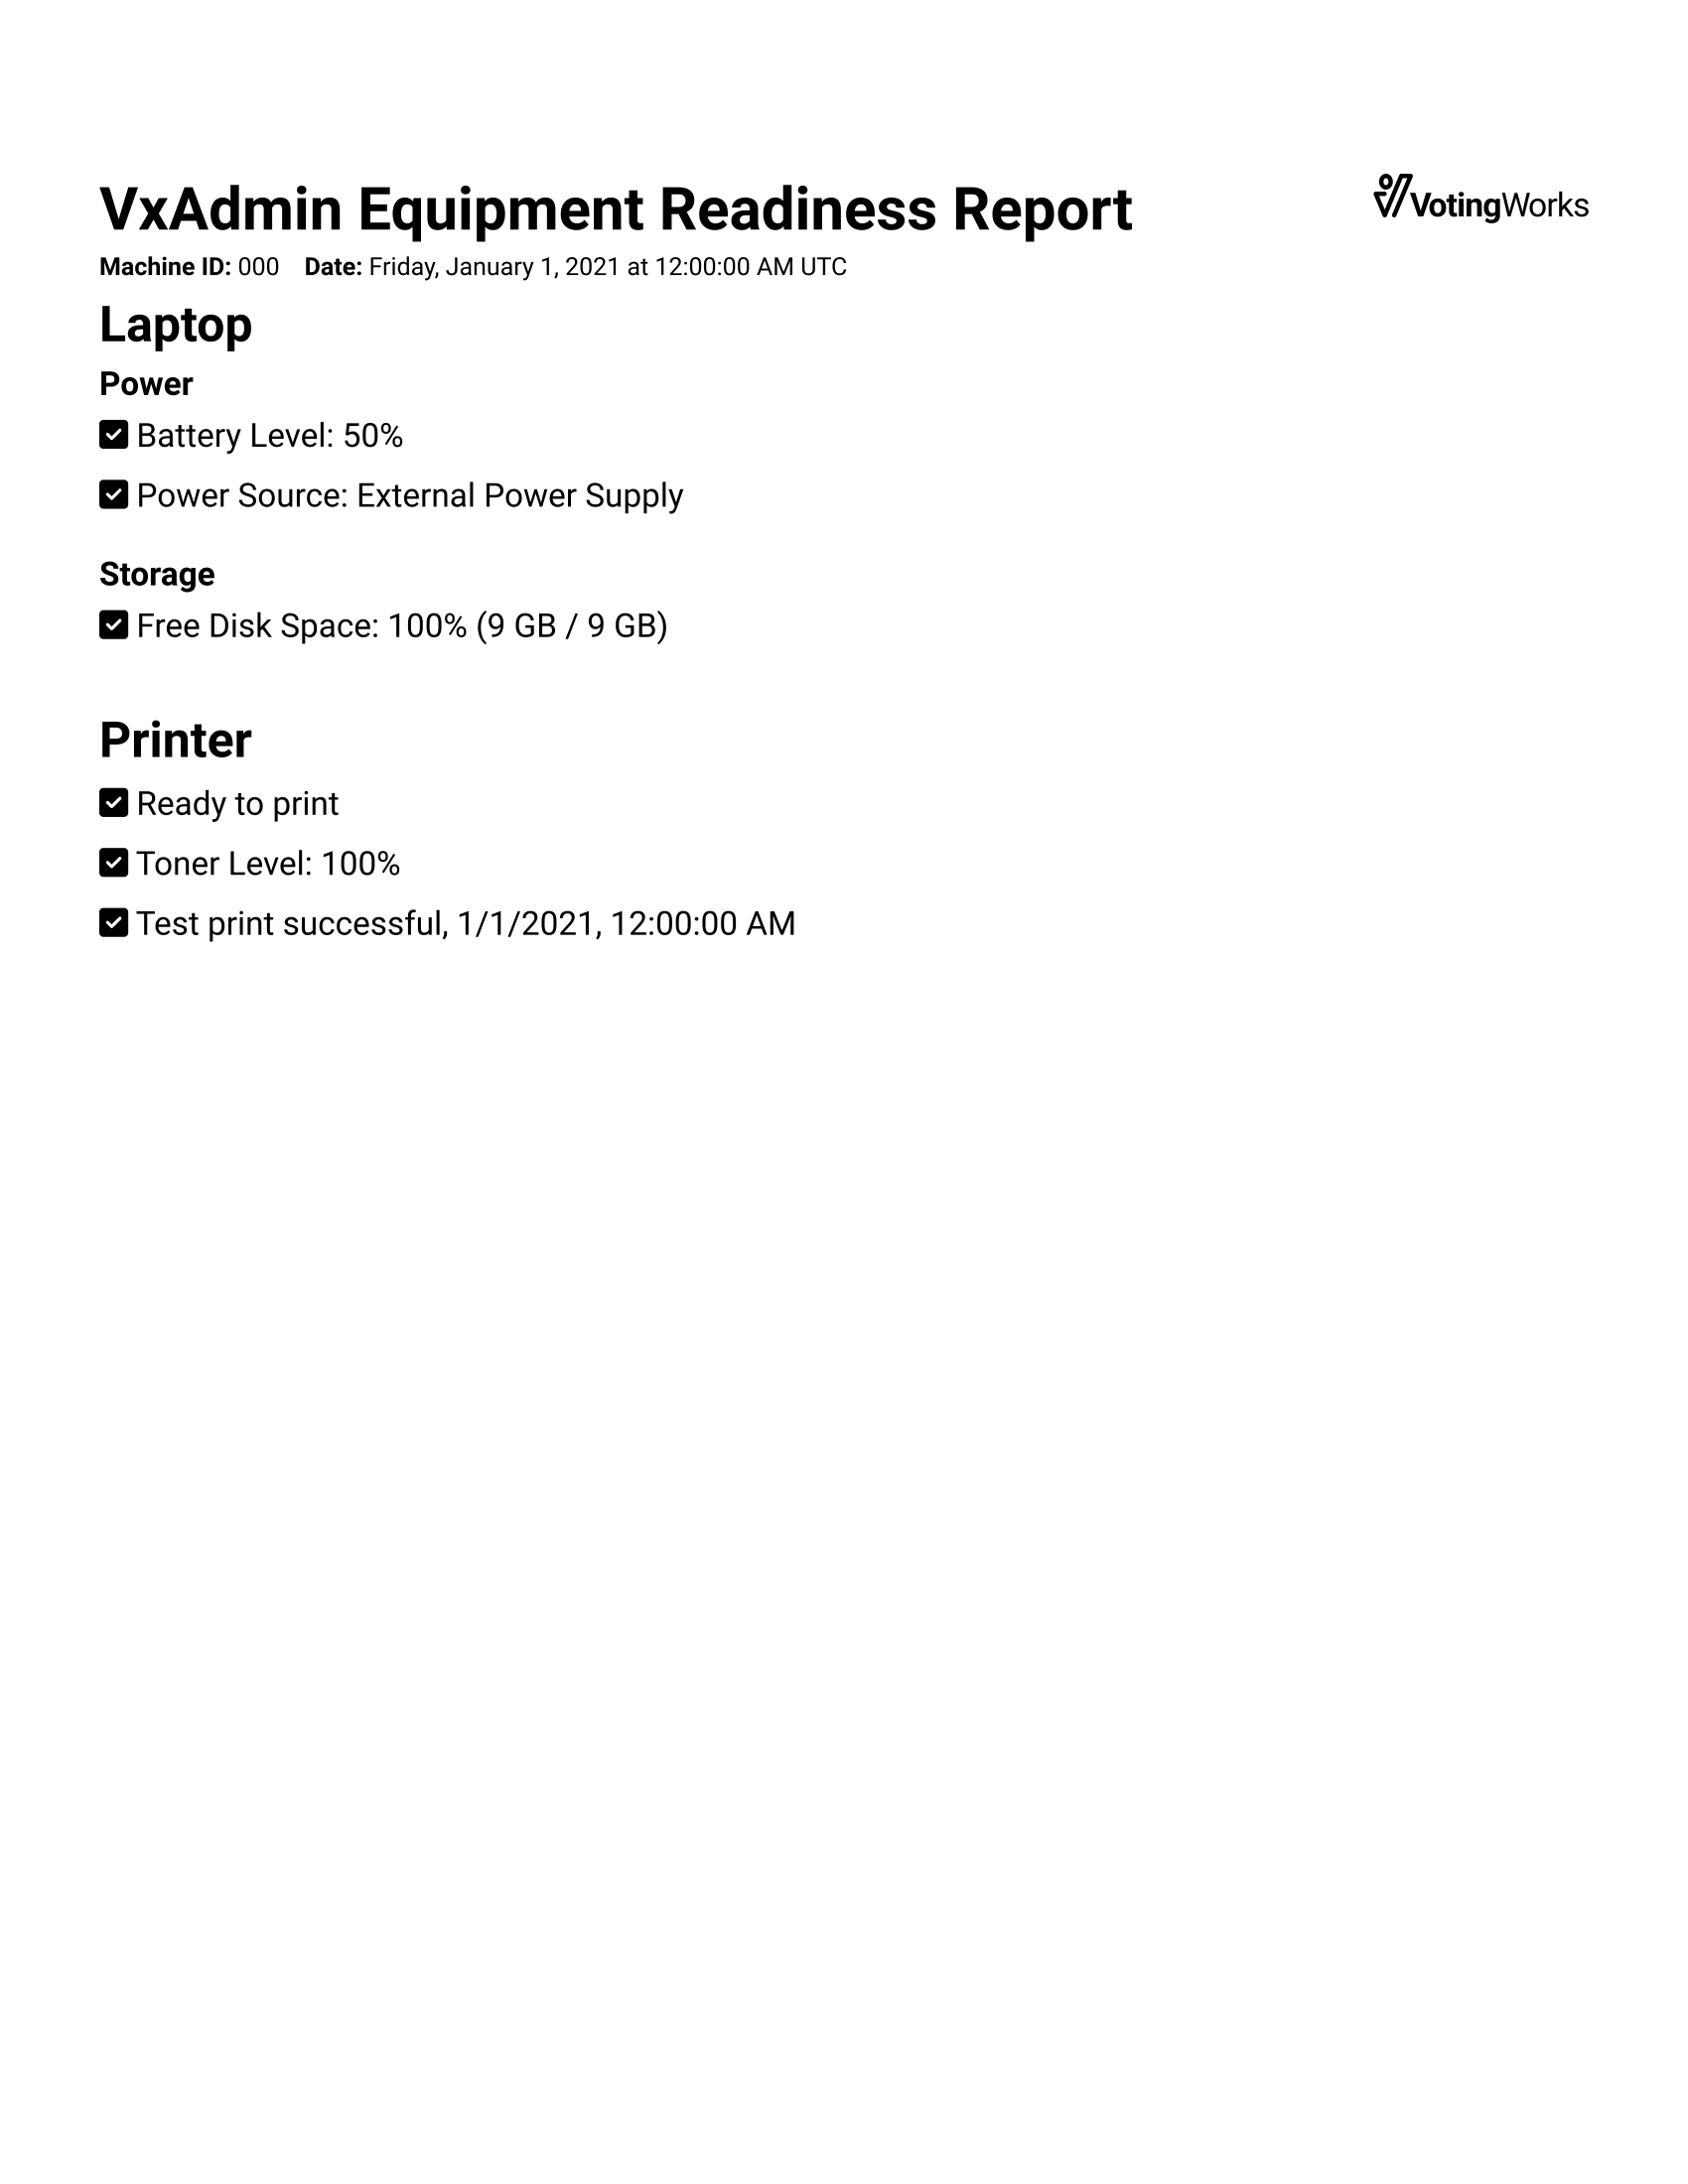 VxAdmin Equipment Readiness Report
VotingWorks
Machine ID: 000 Date: Friday, January 1, 2021 at 12:00:00 AM UTC
Laptop
Power
Battery Level: 50%
Power Source: External Power Supply
Storage
Free Disk Space: 100% (9 GB / 9 GB)
Printer
Ready to print
Toner Level: 100%
Test print successful, 1/1/2021, 12:00:00 AM